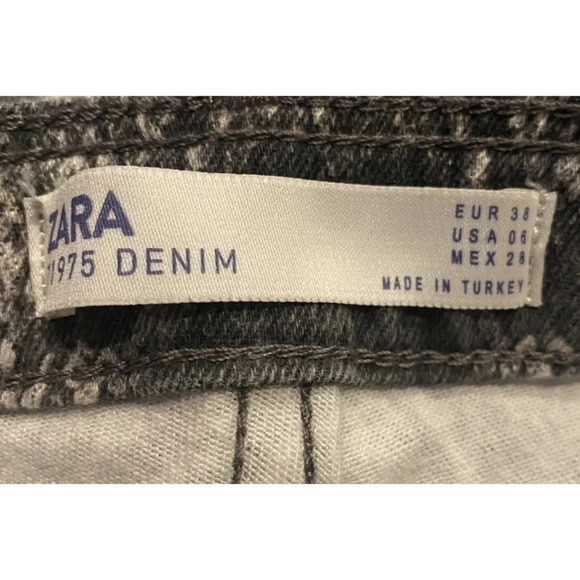 ZARA
1975 DENIM
EUR 38
USA 06
MEX 28
MADE IN TURKEY